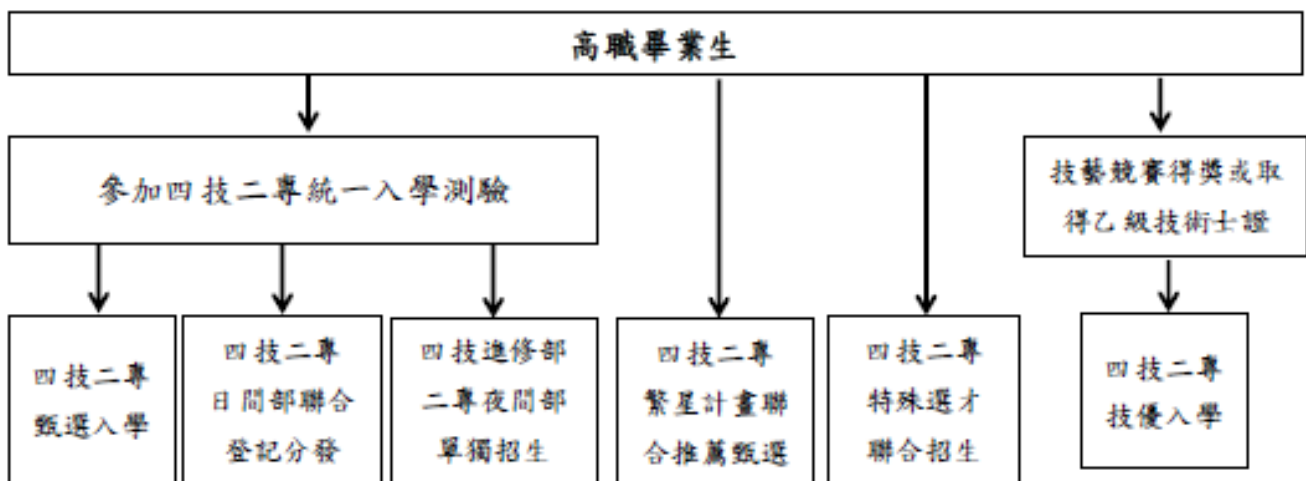 高職畢業生
參加四技二專統一入學測驗
技藝競賽得獎或取
得乙級技術士證
四技二專
甄選入學
四技二專
日間部聯合
登記分發
四技進修部
二專夜間部
單獨招生
四技二專
繁星計畫聯
合推薦甄選
四技二專
特殊選才
聯合招生
四技二專
技優入學